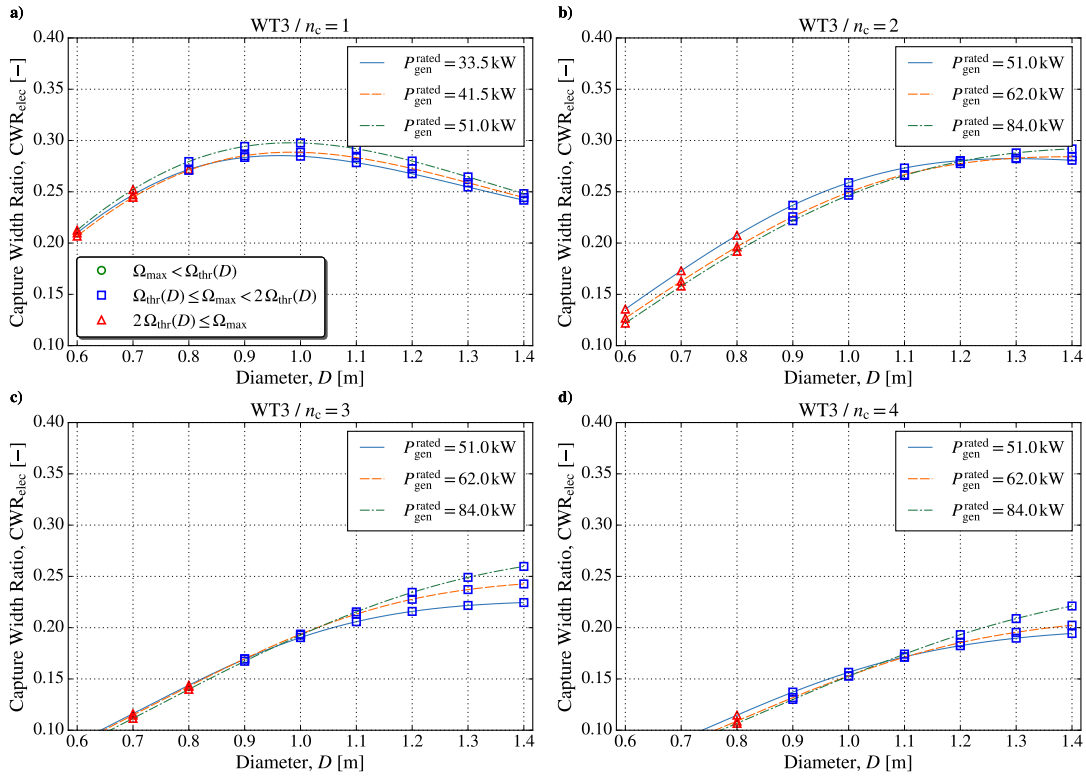 a)
WT3 / n_c = 1
Capture Width Ratio, CWR_elec [−]
0.40
0.35
0.30
0.25
0.20
0.15
0.10
P_gen^rated = 33.5 kW
P_gen^rated = 41.5 kW
P_gen^rated = 51.0 kW
Ω_max < Ω_thr(D)
Ω_thr(D) ≤ Ω_max < 2 Ω_thr(D)
2 Ω_thr(D) ≤ Ω_max
0.6 0.7 0.8 0.9 1.0 1.1 1.2 1.3 1.4
Diameter, D [m]
b)
WT3 / n_c = 2
Capture Width Ratio, CWR_elec [−]
0.40
0.35
0.30
0.25
0.20
0.15
0.10
P_gen^rated = 51.0 kW
P_gen^rated = 62.0 kW
P_gen^rated = 84.0 kW
0.6 0.7 0.8 0.9 1.0 1.1 1.2 1.3 1.4
Diameter, D [m]
c)
WT3 / n_c = 3
Capture Width Ratio, CWR_elec [−]
0.40
0.35
0.30
0.25
0.20
0.15
0.10
P_gen^rated = 51.0 kW
P_gen^rated = 62.0 kW
P_gen^rated = 84.0 kW
0.6 0.7 0.8 0.9 1.0 1.1 1.2 1.3 1.4
Diameter, D [m]
d)
WT3 / n_c = 4
Capture Width Ratio, CWR_elec [−]
0.40
0.35
0.30
0.25
0.20
0.15
0.10
P_gen^rated = 51.0 kW
P_gen^rated = 62.0 kW
P_gen^rated = 84.0 kW
0.6 0.7 0.8 0.9 1.0 1.1 1.2 1.3 1.4
Diameter, D [m]